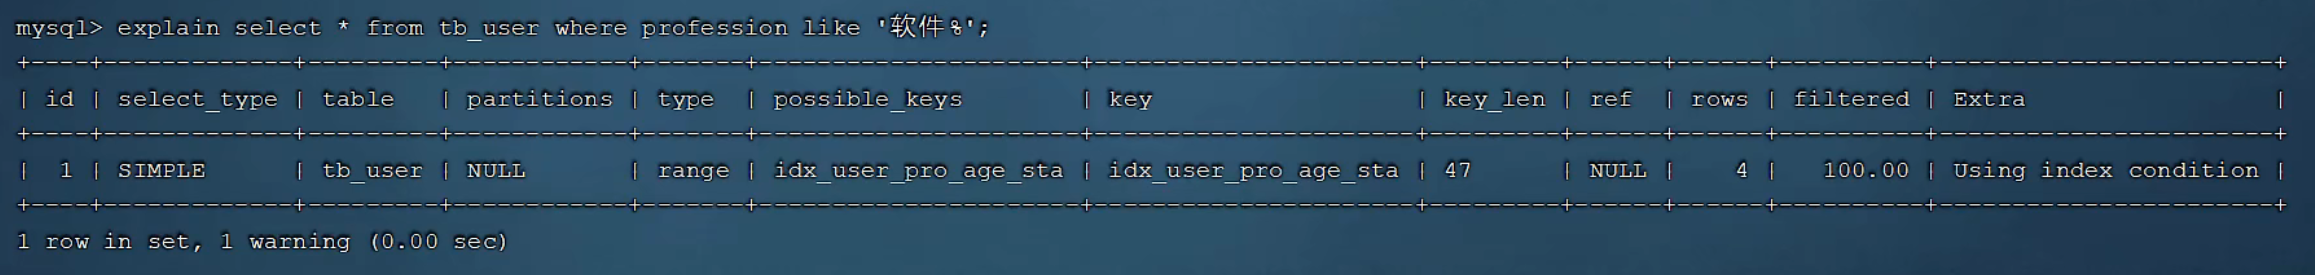 mysql> explain select * from tb_user where profession like '软件%';
+----+-------------+---------+------------+-------+----------------------+----------------------+---------+------+------+----------+-----------------------+
| id | select_type | table   | partitions | type  | possible_keys        | key                  | key_len | ref  | rows | filtered | Extra                 |
+----+-------------+---------+------------+-------+----------------------+----------------------+---------+------+------+----------+-----------------------+
|  1 | SIMPLE      | tb_user | NULL       | range | idx_user_pro_age_sta | idx_user_pro_age_sta | 47      | NULL |    4 |   100.00 | Using index condition |
+----+-------------+---------+------------+-------+----------------------+----------------------+---------+------+------+----------+-----------------------+
1 row in set, 1 warning (0.00 sec)